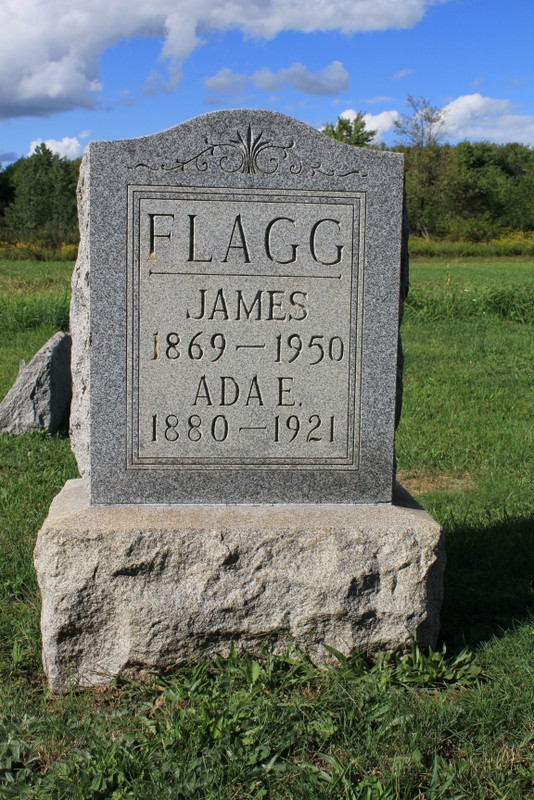 FLAGG
JAMES
1869 — 1950
ADA E.
1880 — 1921